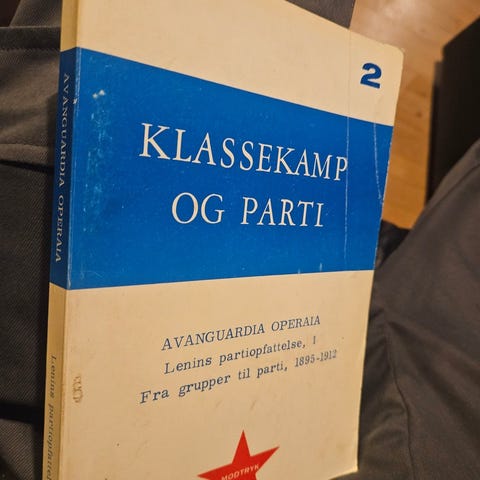 2
KLASSEKAMP
OG PARTI
AVANGUARDIA OPERAIA
Lenins partiopfattelse, 1
Fra grupper til parti, 1895-1912
MODTRYK
AVANGUARDIA OPERAIA
Lenins